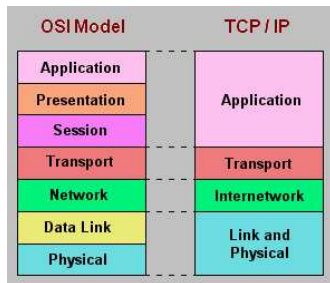 OSI Model
TCP / IP
Application
Presentation
Session
Transport
Network
Data Link
Physical
Application
Transport
Internetwork
Link and
Physical